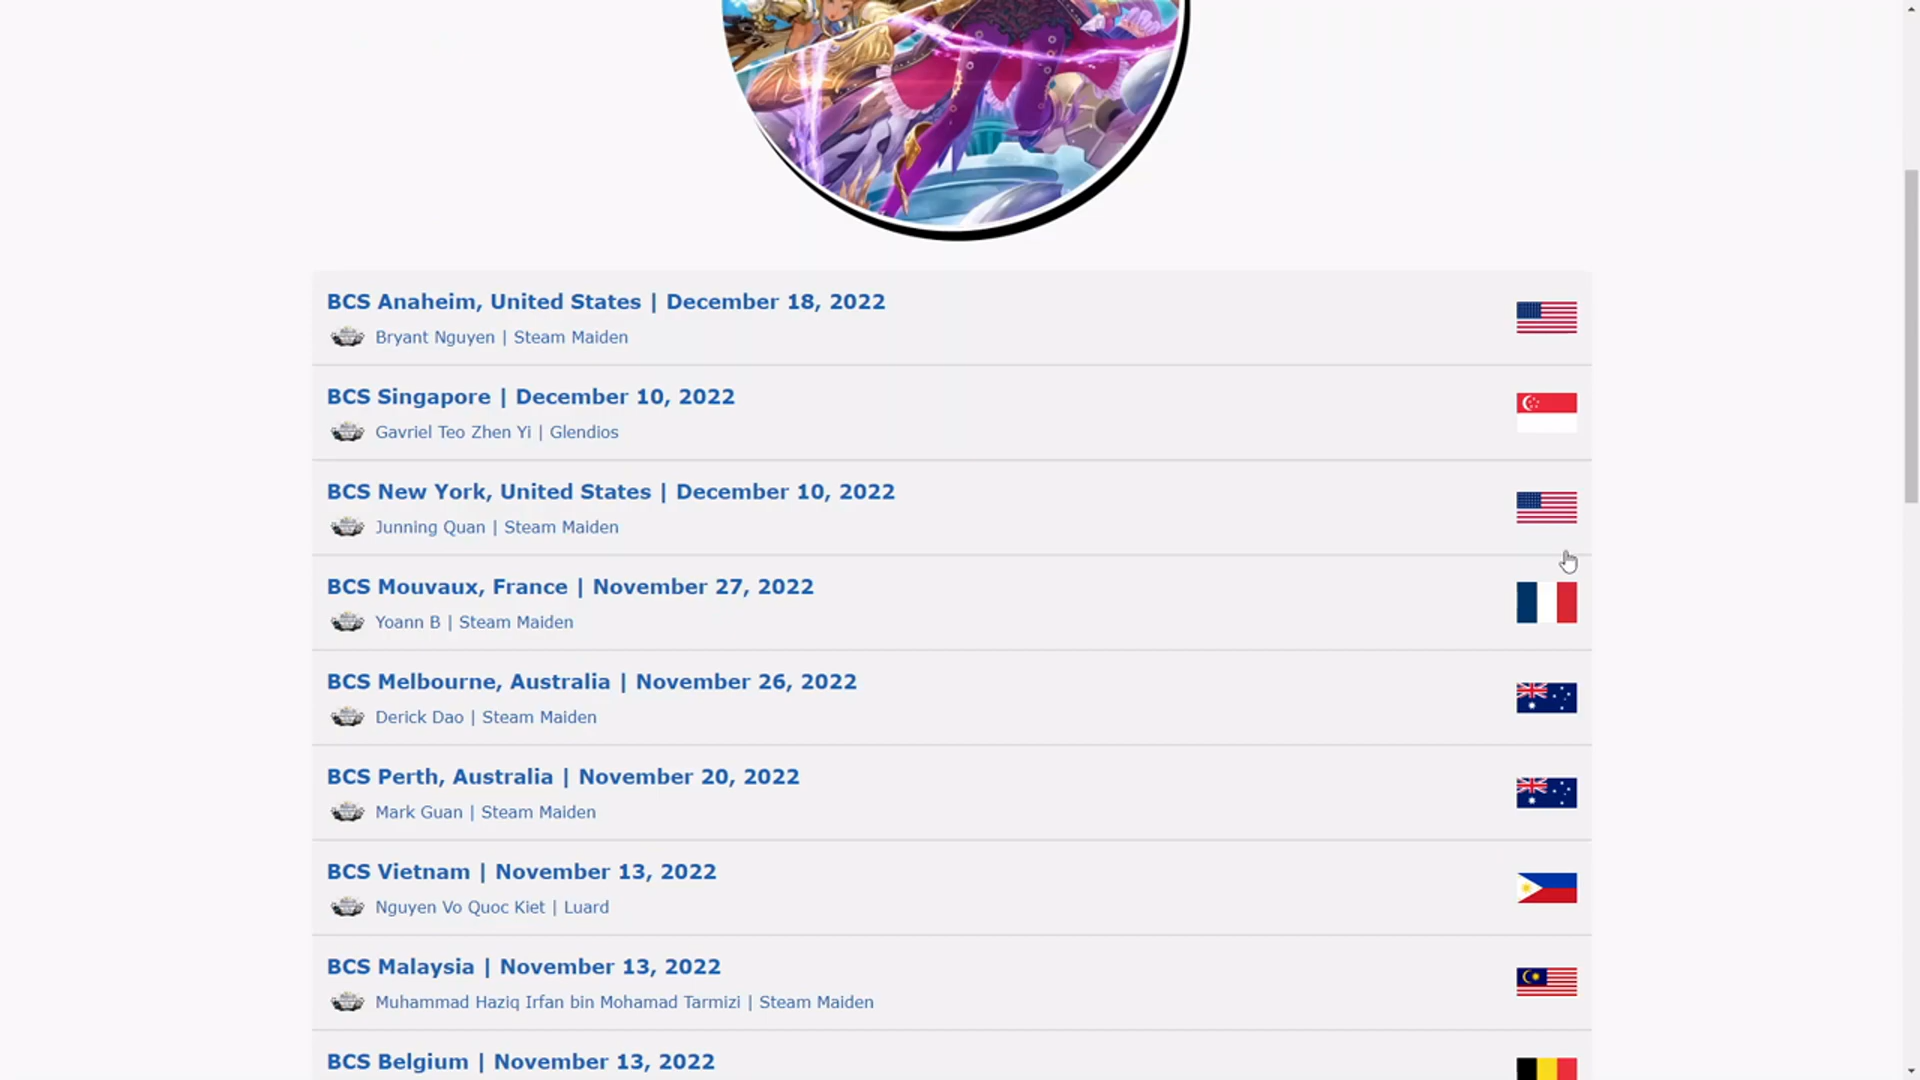 BCS Anaheim, United States | December 18, 2022
Bryant Nguyen | Steam Maiden
BCS Singapore | December 10, 2022
Gavriel Teo Zhen Yi | Glendios
BCS New York, United States | December 10, 2022
Junning Quan | Steam Maiden
BCS Mouvaux, France | November 27, 2022
Yoann B | Steam Maiden
BCS Melbourne, Australia | November 26, 2022
Derick Dao | Steam Maiden
BCS Perth, Australia | November 20, 2022
Mark Guan | Steam Maiden
BCS Vietnam | November 13, 2022
Nguyen Vo Quoc Kiet | Luard
BCS Malaysia | November 13, 2022
Muhammad Haziq Irfan bin Mohamad Tarmizi | Steam Maiden
BCS Belgium | November 13, 2022